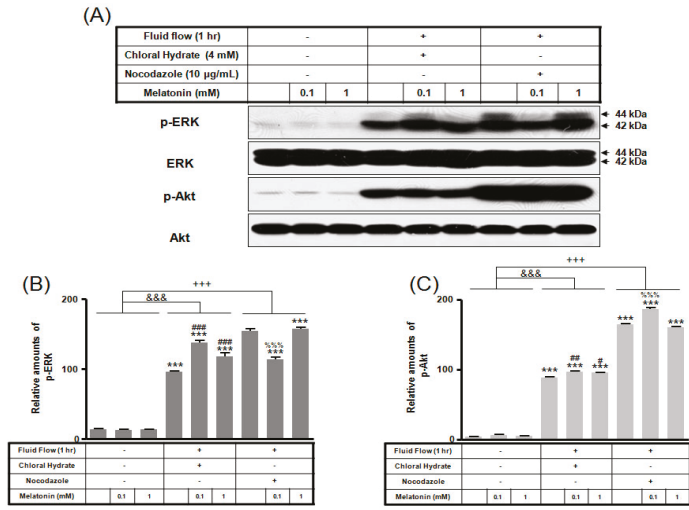 (A)
Fluid flow (1 hr) - + +
Chloral Hydrate (4 mM) - + -
Nocodazole (10 µg/mL) - - +
Melatonin (mM) 0.1 1 0.1 1 0.1 1
p-ERK
44 kDa
42 kDa
ERK
44 kDa
42 kDa
p-Akt
Akt
(B)
+++
&&&
200
100
0
Relative amounts of
p-ERK
***
###
***
###
***
%%%
***
***
Fluid Flow (1 hr) - + +
Chloral Hydrate - + -
Nocodazole - - +
Melatonin (mM) 0.1 1 0.1 1 0.1 1
(C)
+++
&&&
200
100
0
Relative amounts of
p-Akt
***
##
***
#
***
***
%%%
***
***
Fluid Flow (1 hr) - + +
Chloral Hydrate - + -
Nocodazole - - +
Melatonin (mM) 0.1 1 0.1 1 0.1 1